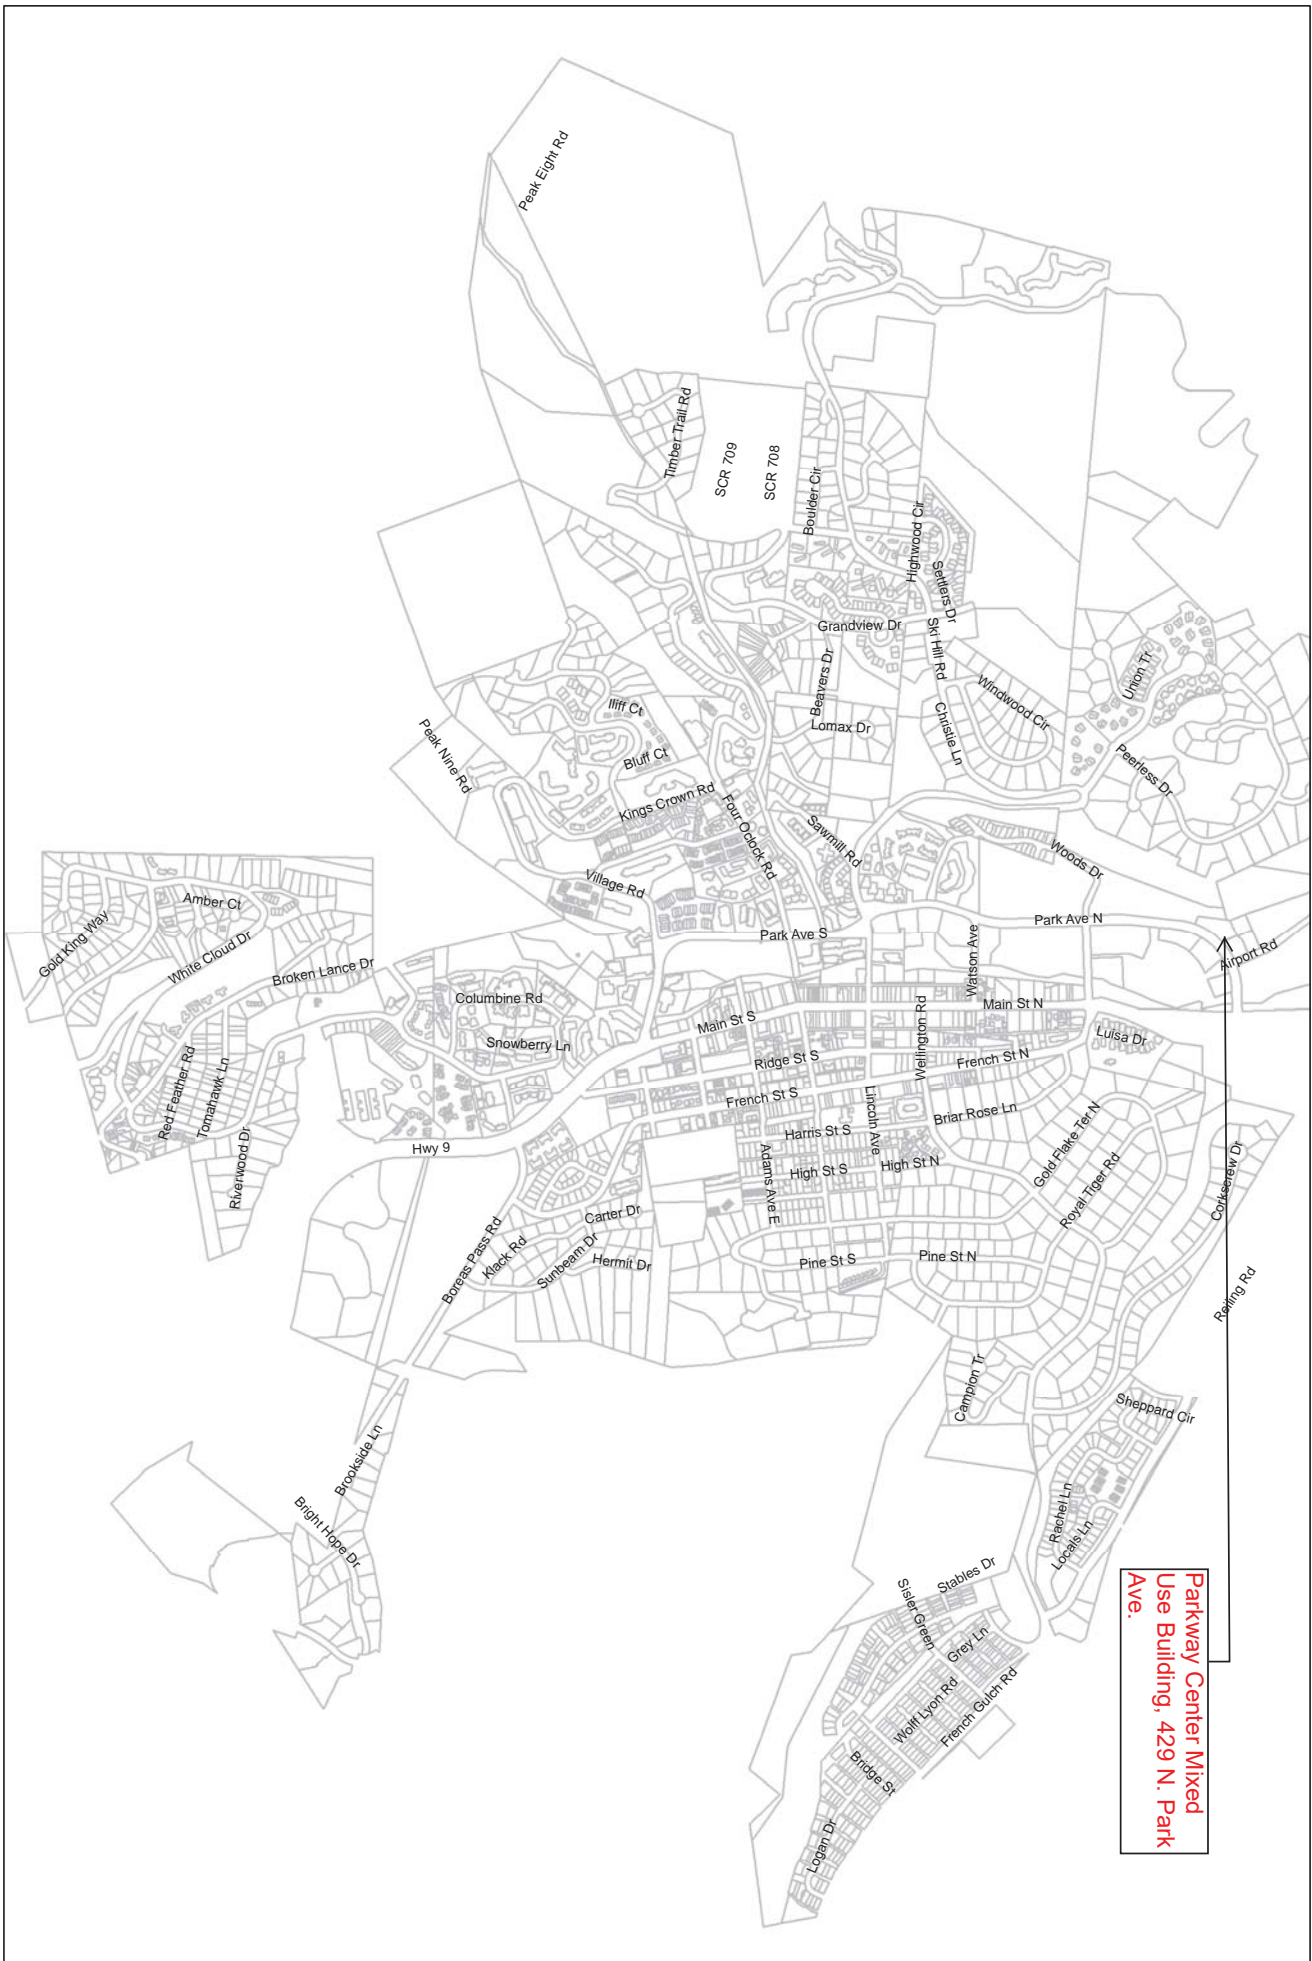 Peak Eight Rd
Timber Trail Rd
SCR 709
SCR 708
Boulder Cir
Highwood Cir
Settlers Dr
Grandview Dr
Ski Hill Rd
Beavers Dr
Lomax Dr
Windwood Cir
Union Tr
Christie Ln
Peerless Dr
Iliff Ct
Bluff Ct
Peak Nine Rd
Kings Crown Rd
Four Oclock Rd
Sawmill Rd
Woods Dr
Village Rd
Amber Ct
Gold King Way
White Cloud Dr
Broken Lance Dr
Park Ave S
Park Ave N
Watson Ave
Airport Rd
Columbine Rd
Main St S
Main St N
Wellington Rd
Snowberry Ln
Ridge St S
French St N
Luisa Dr
Red Feather Rd
Tomahawk Ln
French St S
Lincoln Ave
Briar Rose Ln
Harris St S
Riverwood Dr
Hwy 9
Adams Ave E
High St S
High St N
Gold Flake Ter N
Royal Tiger Rd
Corkscrew Dr
Carter Dr
Boreas Pass Rd
Klack Rd
Sunbeam Dr
Hermit Dr
Pine St S
Pine St N
Reiling Rd
Campion Tr
Sheppard Cir
Brookside Ln
Bright Hope Dr
Rachel Ln
Locals Ln
Stables Dr
Sisler Green
Grey Ln
Wolff Lyon Rd
French Gulch Rd
Bridge St
Logan Dr
Parkway Center Mixed
Use Building, 429 N. Park
Ave.